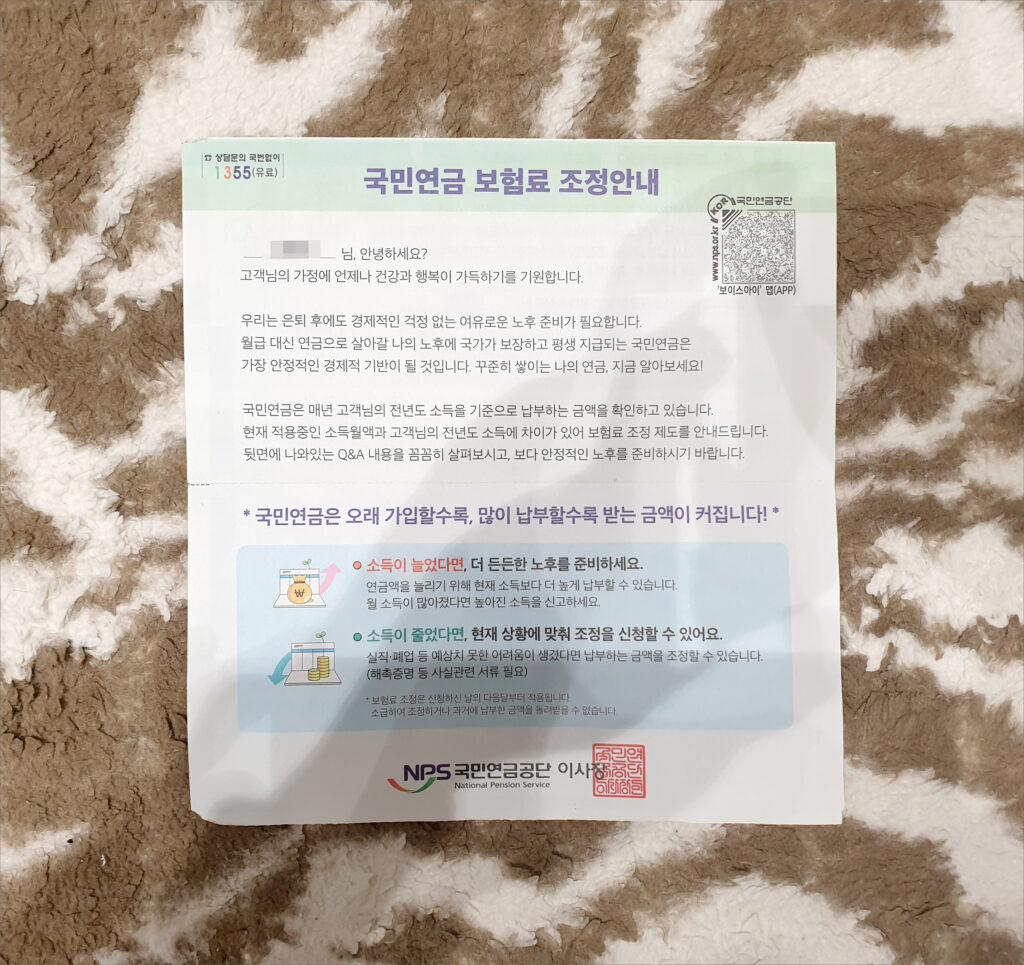 ☎ 상담문의 국번없이
1355(유료)
국민연금 보험료 조정안내
KOR 국민연금공단
www.nps.or.kr
'보이스아이' 앱(APP)
님, 안녕하세요?
고객님의 가정에 언제나 건강과 행복이 가득하기를 기원합니다.
우리는 은퇴 후에도 경제적인 걱정 없는 여유로운 노후 준비가 필요합니다.
월급 대신 연금으로 살아갈 나의 노후에 국가가 보장하고 평생 지급되는 국민연금은
가장 안정적인 경제적 기반이 될 것입니다. 꾸준히 쌓이는 나의 연금, 지금 알아보세요!
국민연금은 매년 고객님의 전년도 소득을 기준으로 납부하는 금액을 확인하고 있습니다.
현재 적용중인 소득월액과 고객님의 전년도 소득에 차이가 있어 보험료 조정 제도를 안내드립니다.
뒷면에 나와있는 Q&A 내용을 꼼꼼히 살펴보시고, 보다 안정적인 노후를 준비하시기 바랍니다.
* 국민연금은 오래 가입할수록, 많이 납부할수록 받는 금액이 커집니다! *
소득이 늘었다면, 더 든든한 노후를 준비하세요.
연금액을 늘리기 위해 현재 소득보다 더 높게 납부할 수 있습니다.
월 소득이 많아졌다면 높아진 소득을 신고하세요.
소득이 줄었다면, 현재 상황에 맞춰 조정을 신청할 수 있어요.
실직·폐업 등 예상치 못한 어려움이 생겼다면 납부하는 금액을 조정할 수 있습니다.
(해촉증명 등 사실관련 서류 필요)
* 보험료 조정은 신청하신 날의 다음달부터 적용됩니다.
소급하여 조정하거나 과거에 납부한 금액을 돌려받을 수 없습니다.
NPS 국민연금공단 이사장
National Pension Service